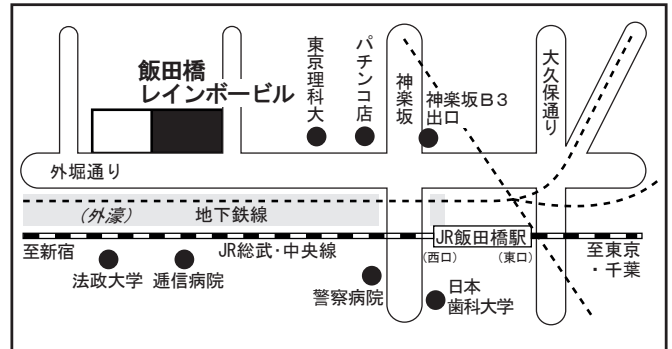 飯田橋
レインボービル
東京理科大
パチンコ店
神楽坂
神楽坂B3
出口
大久保通り
外堀通り
(外濠)
地下鉄線
至新宿
JR総武・中央線
JR飯田橋駅
(西口)
(東口)
至東京
・千葉
法政大学
逓信病院
警察病院
日本
歯科大学